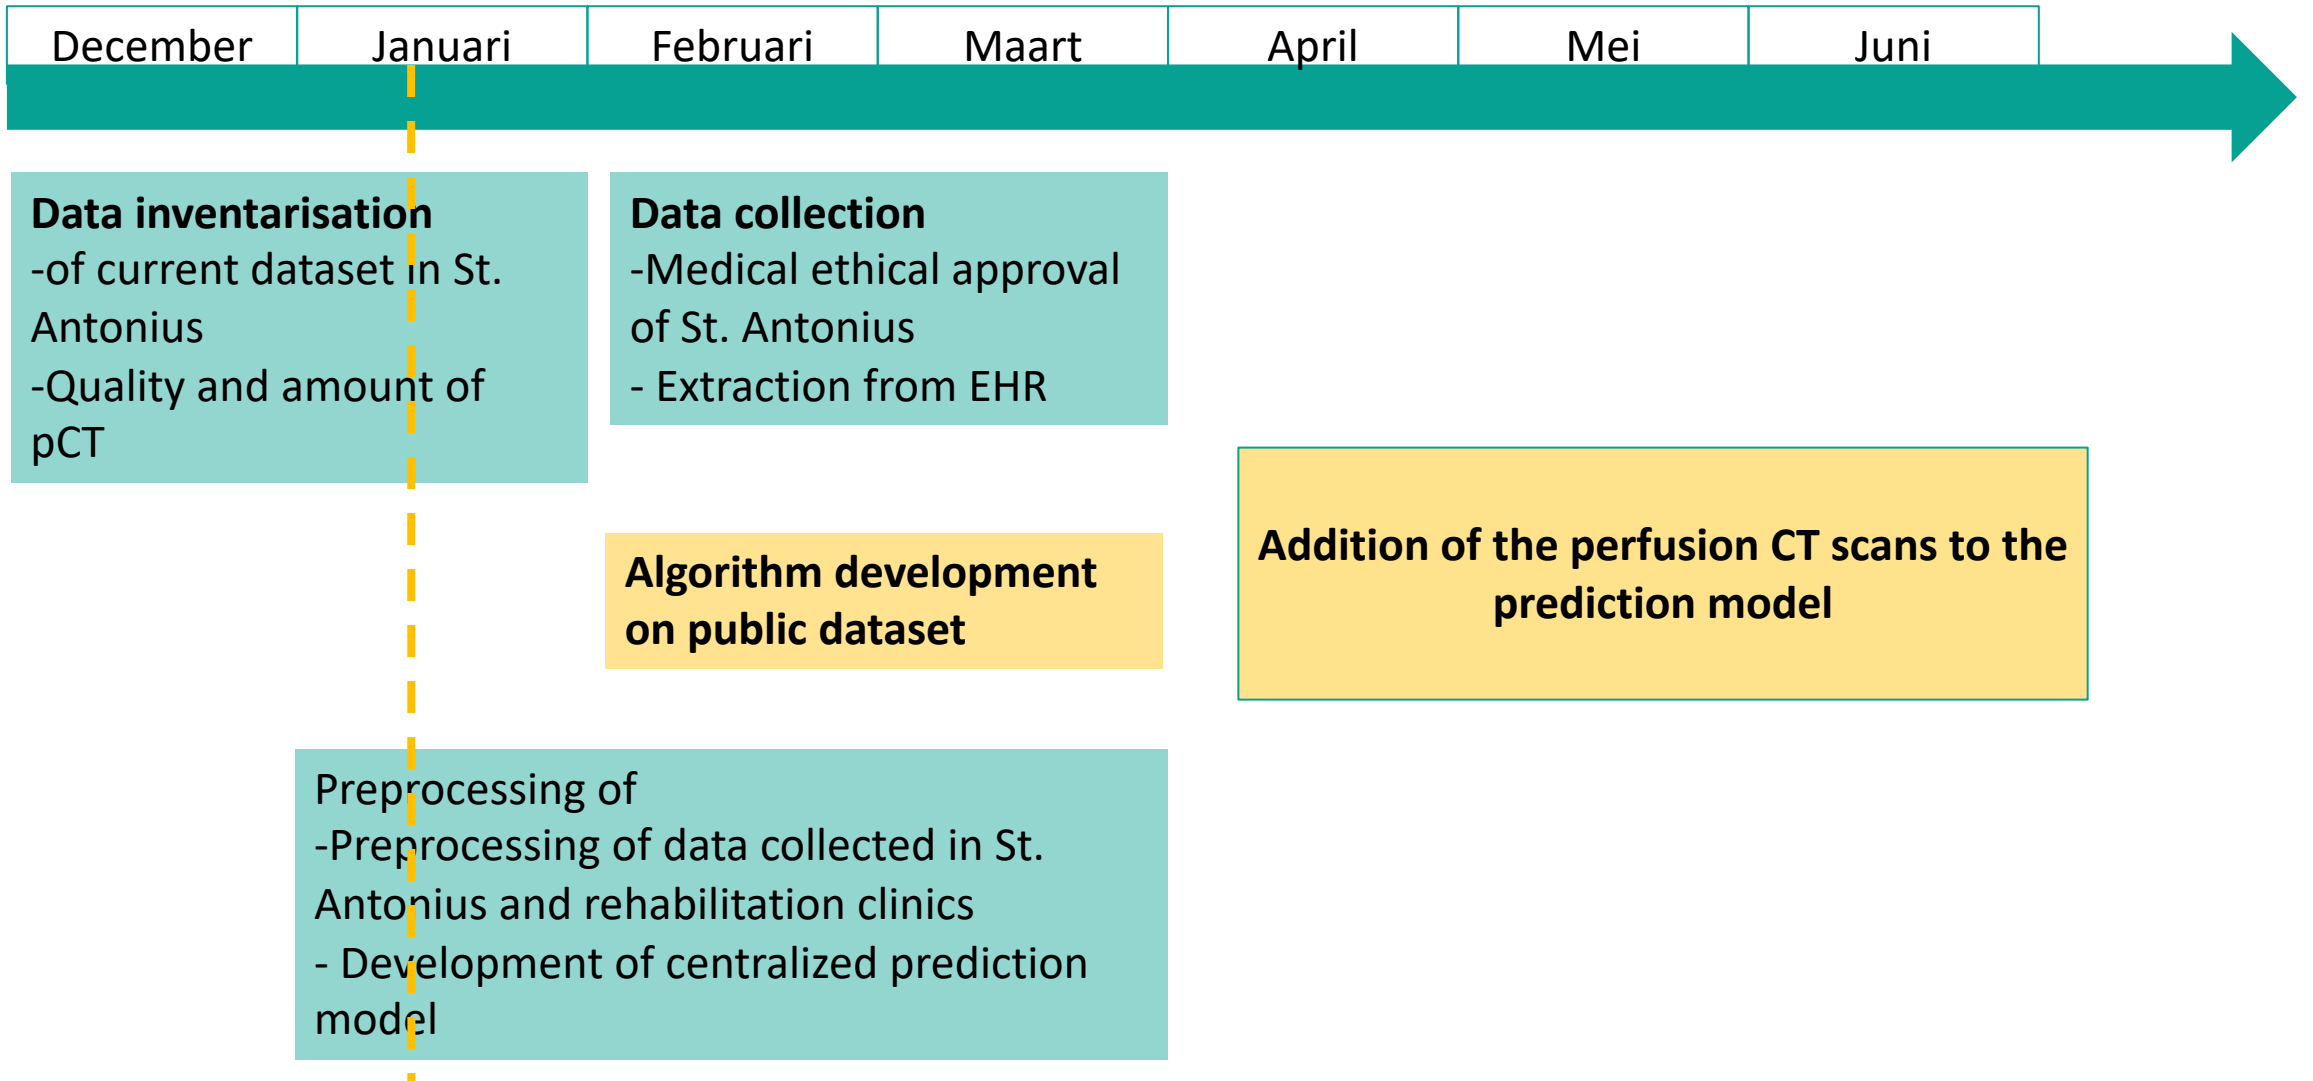 December Januari Februari Maart April Mei Juni
Data inventarisation
-of current dataset in St.
Antonius
-Quality and amount of
pCT
Data collection
-Medical ethical approval
of St. Antonius
- Extraction from EHR
Algorithm development
on public dataset
Addition of the perfusion CT scans to the
prediction model
Preprocessing of
-Preprocessing of data collected in St.
Antonius and rehabilitation clinics
- Development of centralized prediction
model